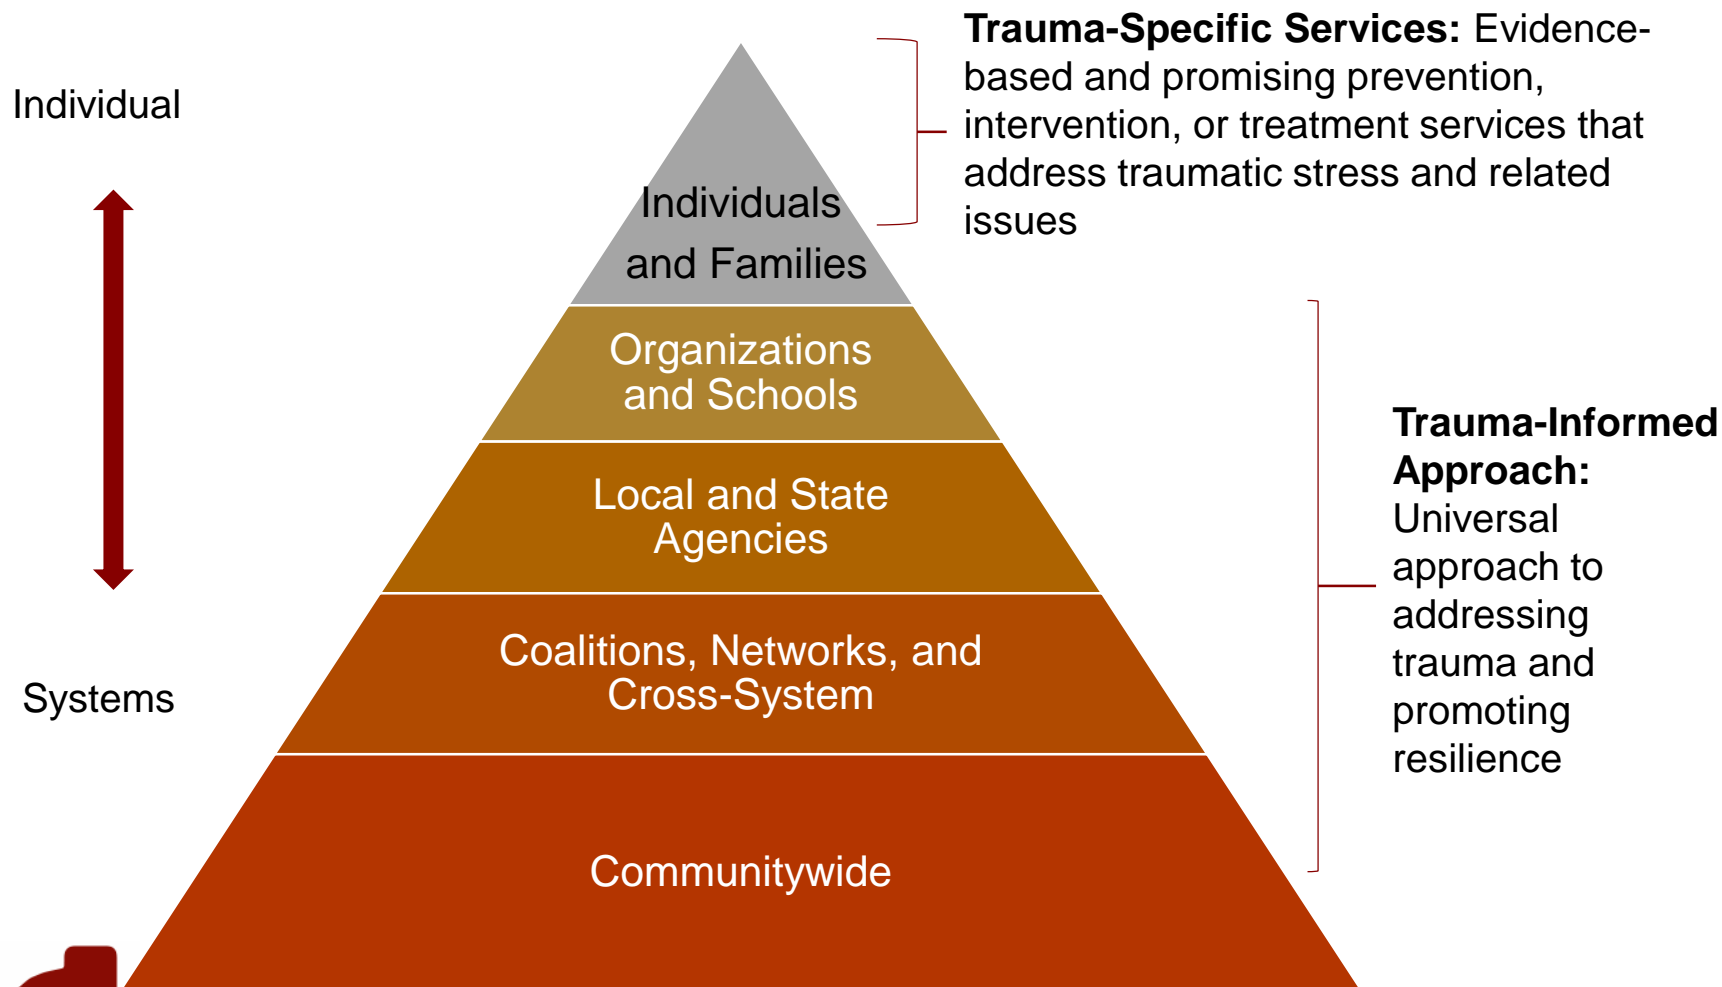 Trauma-Specific Services: Evidence-
based and promising prevention,
intervention, or treatment services that
address traumatic stress and related
issues
Individual
Individuals
and Families
Organizations
and Schools
Local and State
Agencies
Coalitions, Networks, and
Cross-System
Communitywide
Systems
Trauma-Informed
Approach:
Universal
approach to
addressing
trauma and
promoting
resilience